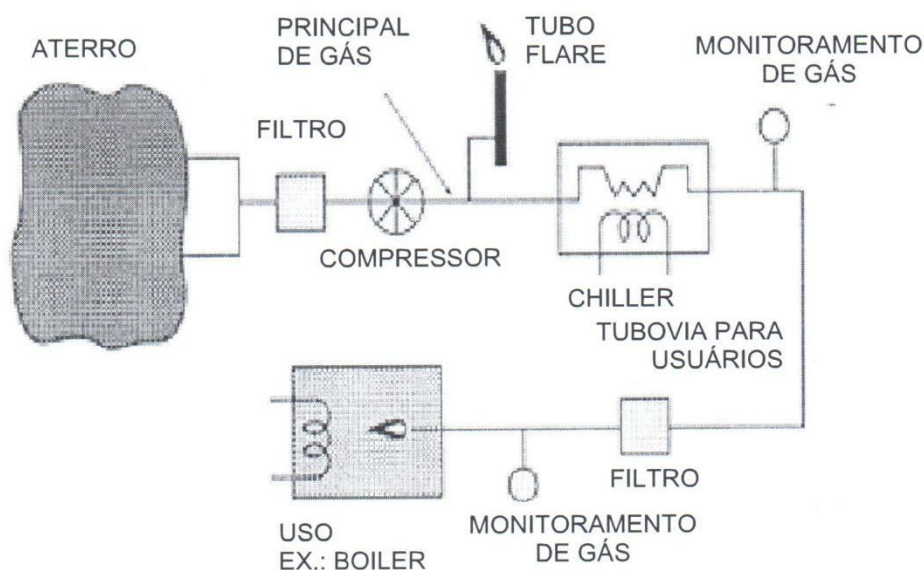 ATERRO
PRINCIPAL
DE GÁS
TUBO
FLARE
MONITORAMENTO
DE GÁS
FILTRO
COMPRESSOR
CHILLER
TUBOVIA PARA
USUÁRIOS
FILTRO
MONITORAMENTO
DE GÁS
USO
EX.: BOILER